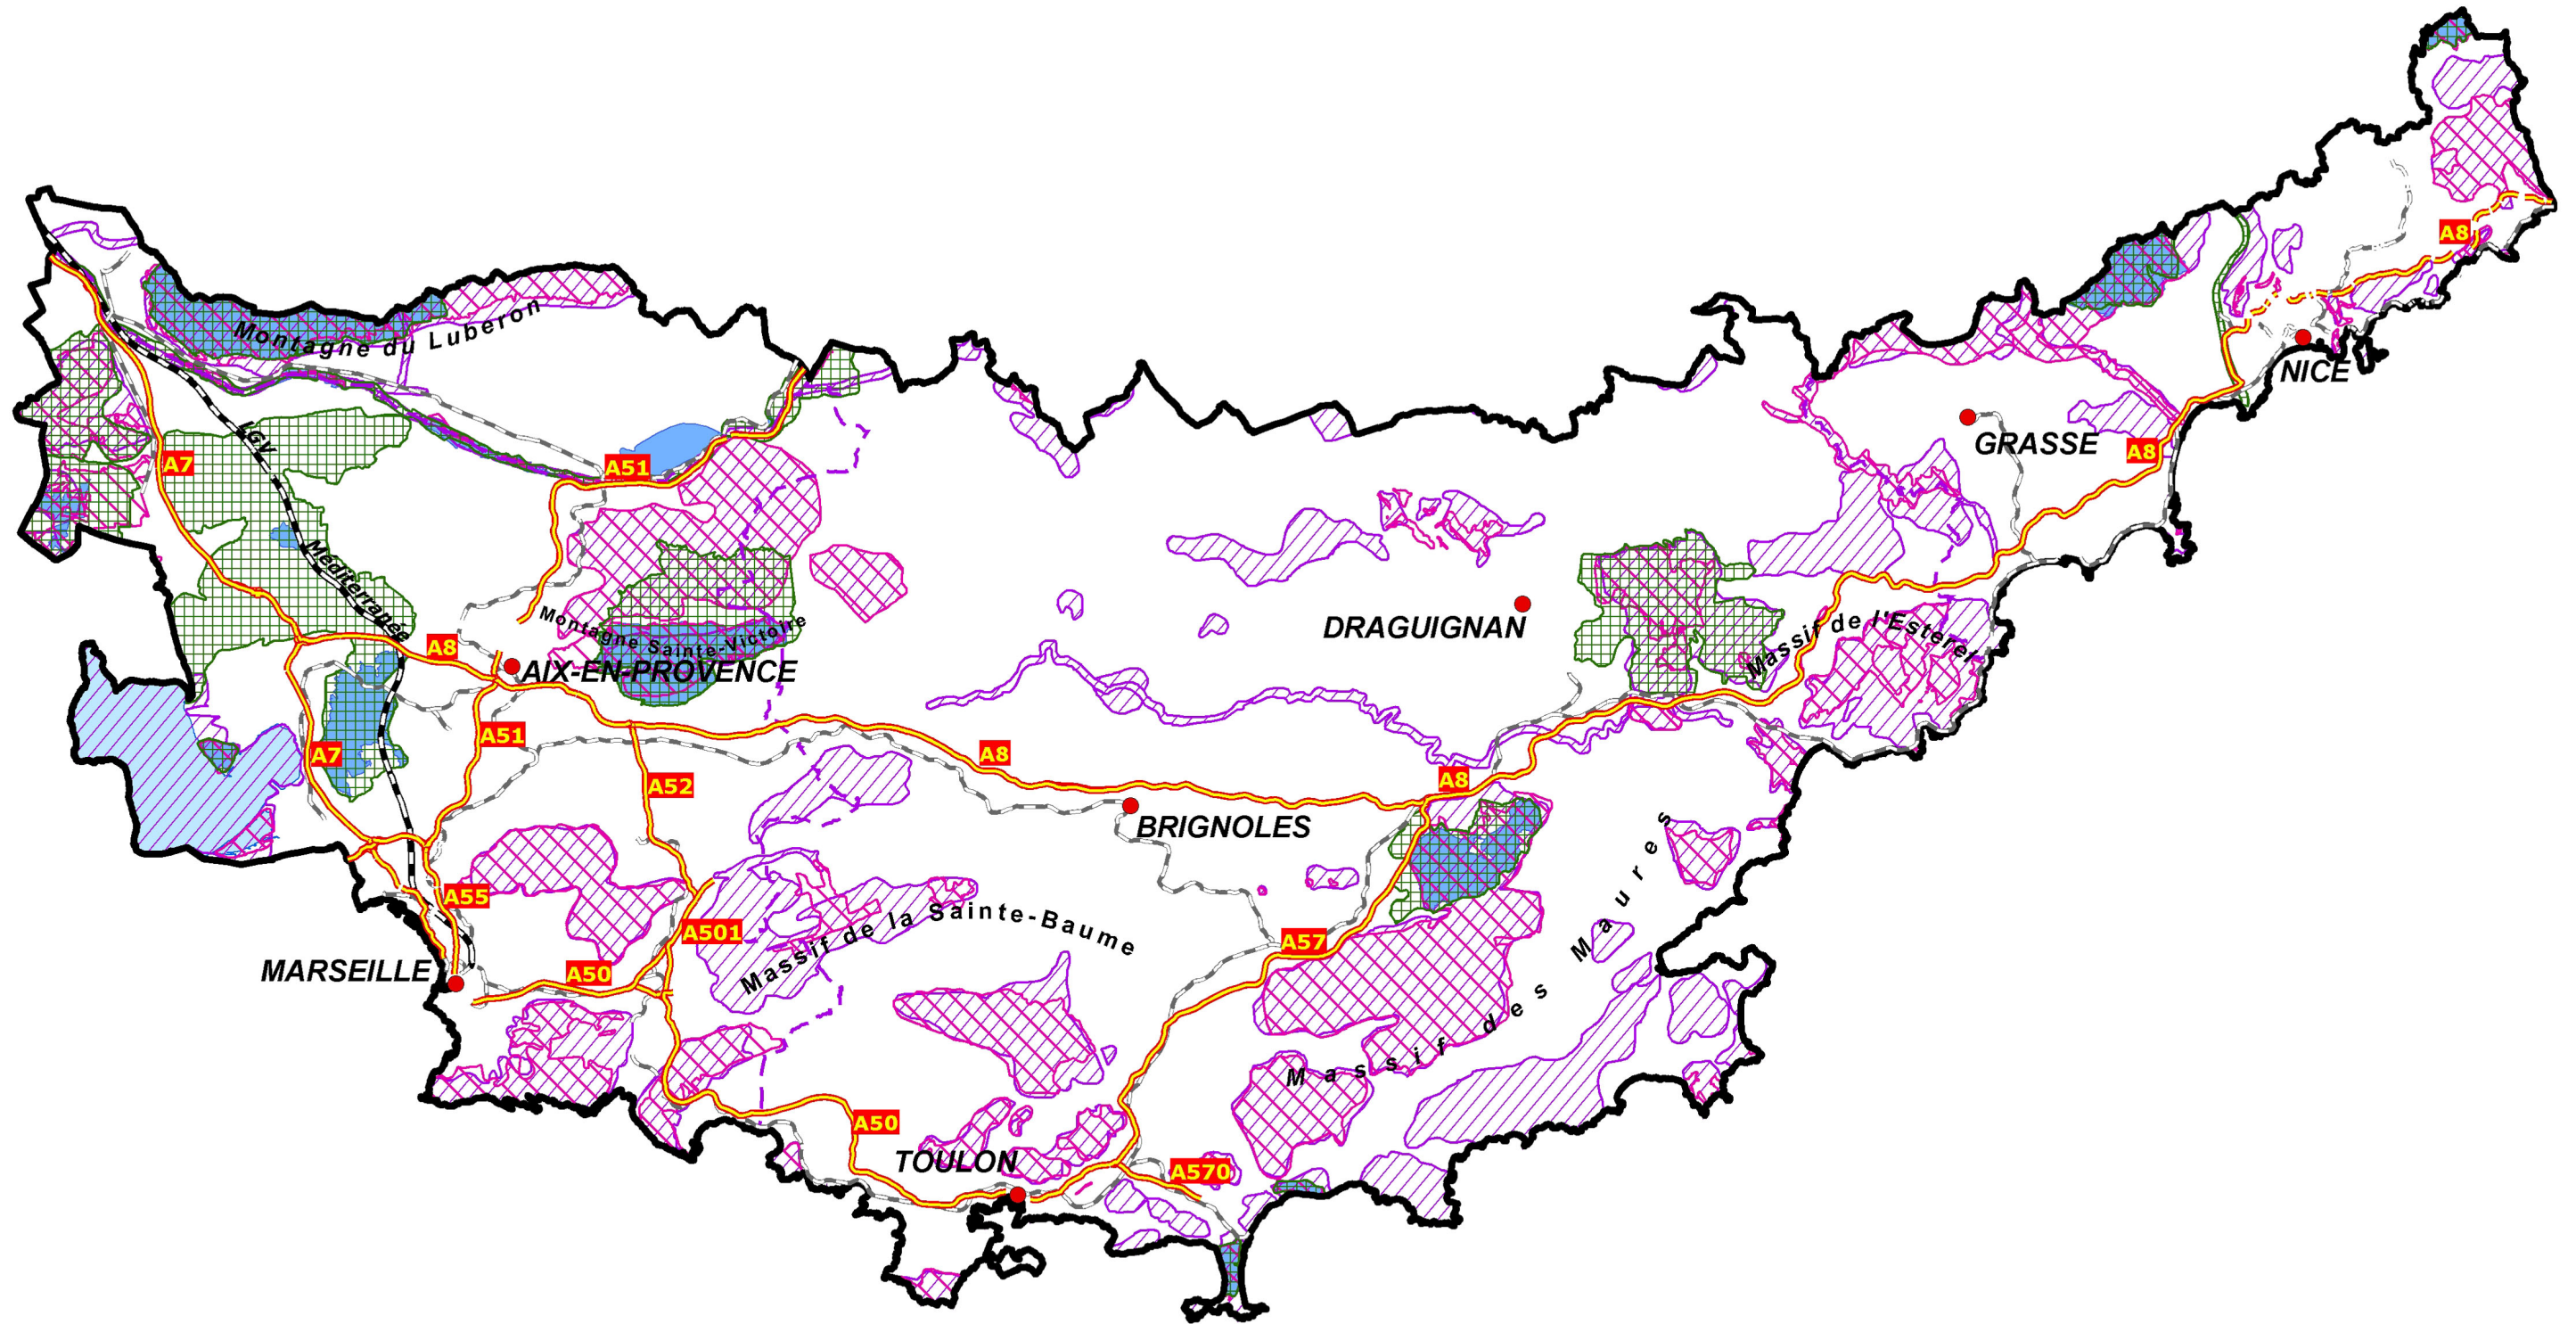 A8
Montagne du Luberon
NICE
GRASSE
A8
A7
LGV
A51
Méditerranée
DRAGUIGNAN
Montagne Sainte-Victoire
Massif de l'Esterel
A8
AIX-EN-PROVENCE
A7
A51
A8
A52
A8
BRIGNOLES
A55
A501
Massif de la Sainte-Baume
A57
MARSEILLE
A50
Massif des Maures
A50
TOULON
A570